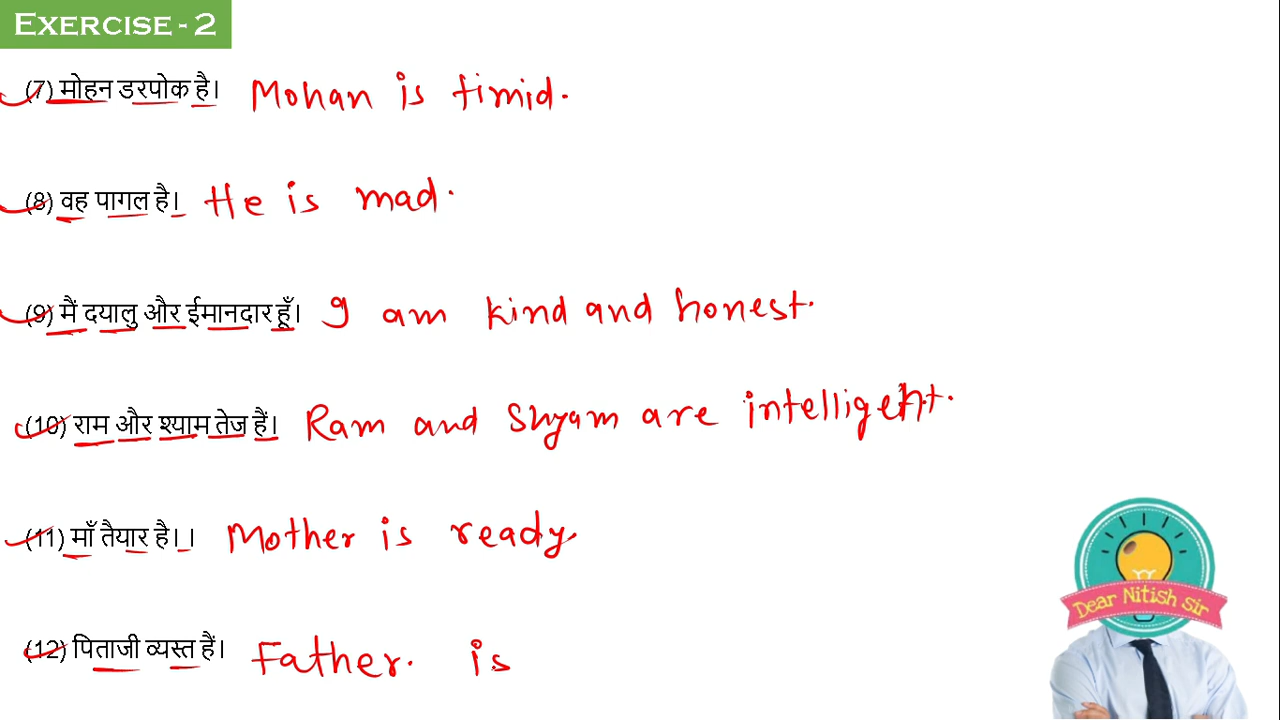 EXERCISE - 2
(7) मोहन डरपोक है। Mohan is timid.
(8) वह पागल है। He is mad.
(9) मैं दयालु और ईमानदार हूँ। I am kind and honest.
(10) राम और श्याम तेज हैं। Ram and Shyam are intelligent.
(11) माँ तैयार है।। Mother is ready.
(12) पिताजी व्यस्त हैं। Father. is
Dear Nitish Sir